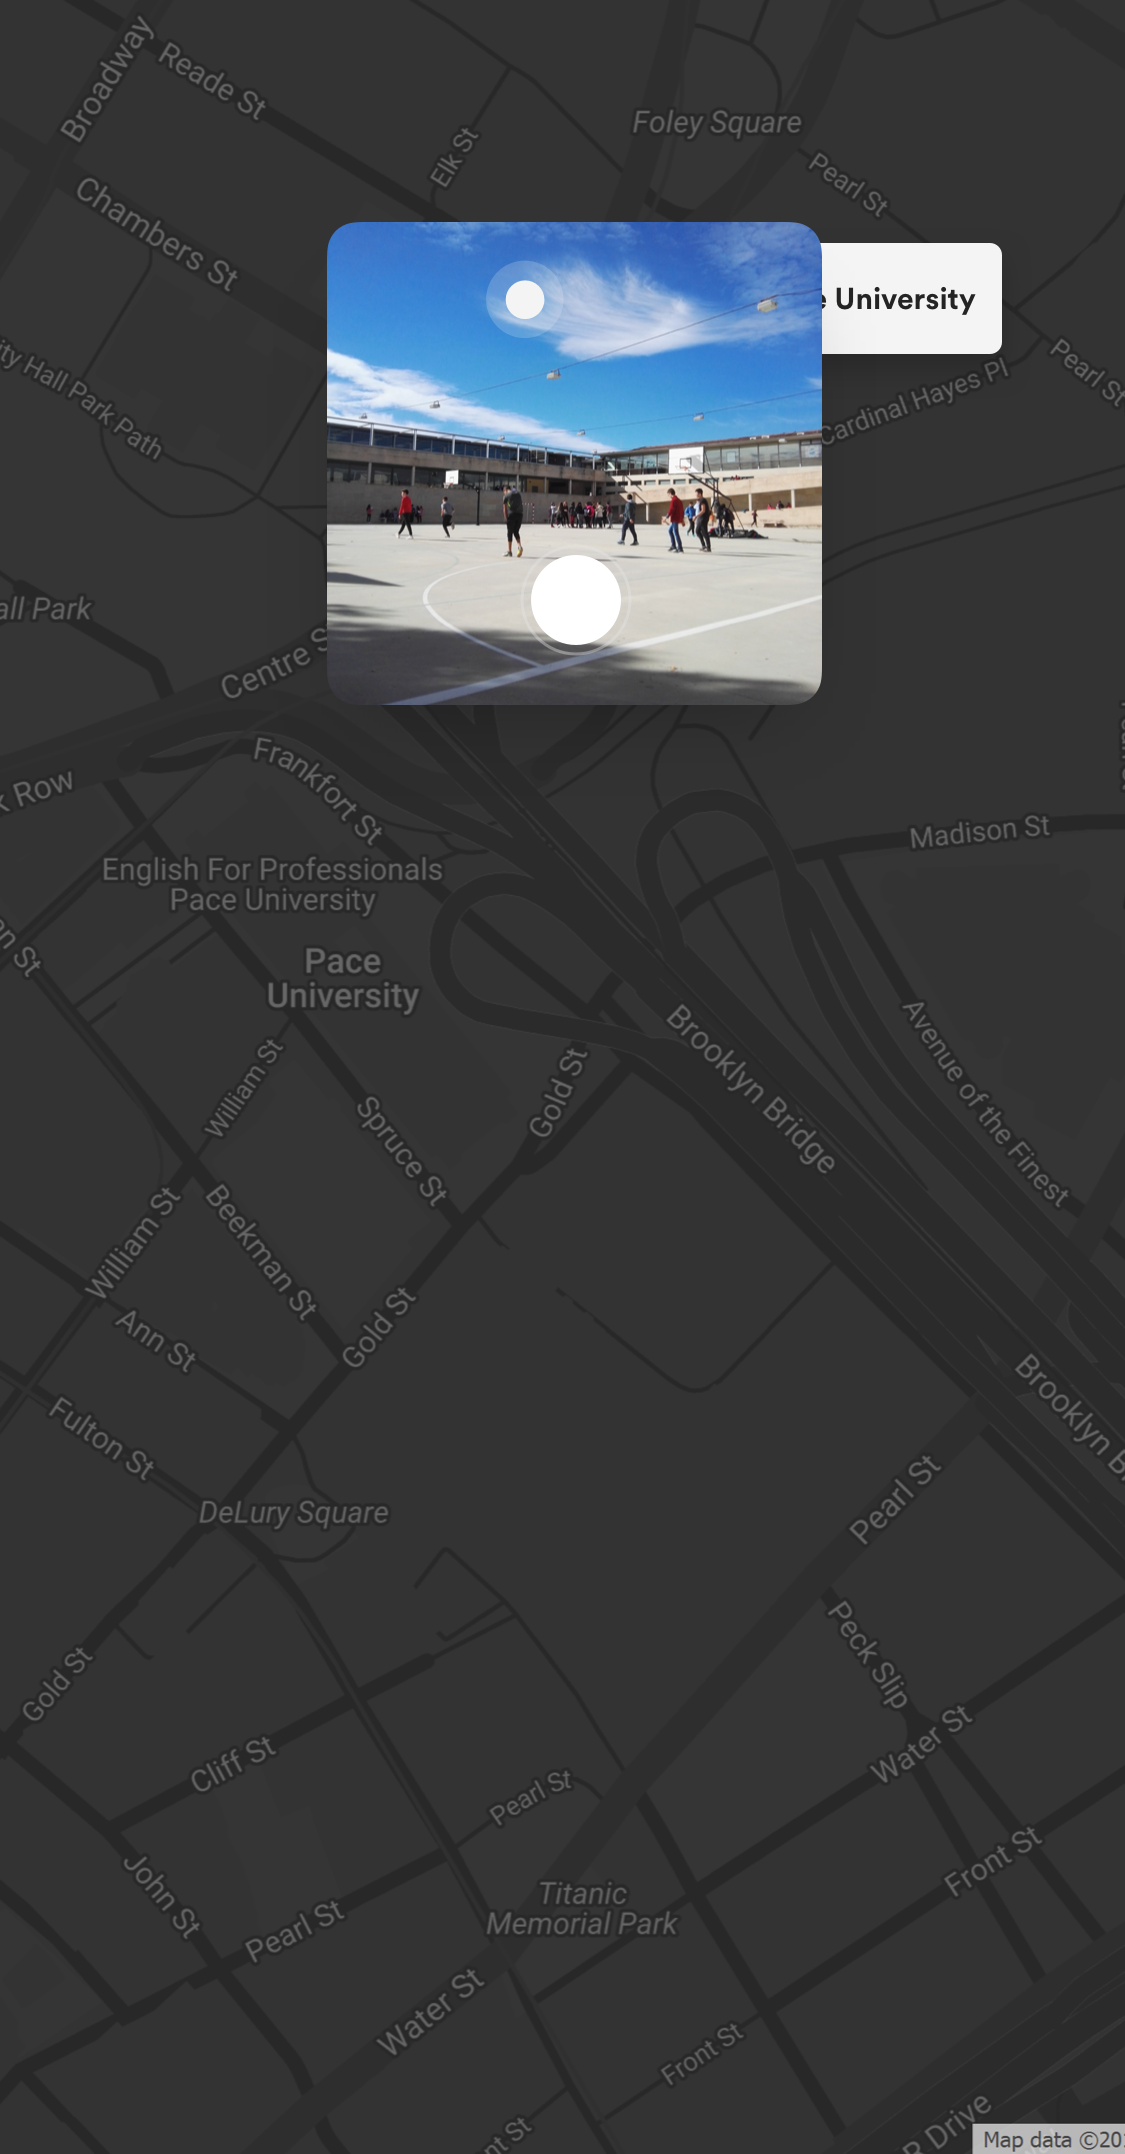 Broadway
Reade St
Elk St
Foley Square
Pearl St
Chambers St
University
Pearl St
Cardinal Hayes Pl
ity Hall Park Path
all Park
Centre S
Frankfort St
k Row
Madison St
English For Professionals
Pace University
Pace
University
an St
Brooklyn Bridge
Avenue of the Finest
William St
Gold St
Spruce St
William St
Beekman St
Gold St
Ann St
Brooklyn B
Fulton St
Pearl St
DeLury Square
Peck Slip
Gold St
Water St
Cliff St
Pearl St
Front St
John St
Titanic
Memorial Park
Pearl St
Water St
Front St
nt St
R Drive
Map data ©20